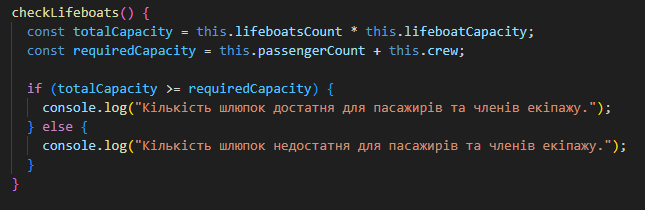 checkLifeboats() {
const totalCapacity = this.lifeboatsCount * this.lifeboatCapacity;
const requiredCapacity = this.passengerCount + this.crew;
if (totalCapacity >= requiredCapacity) {
console.log("Кількість шлюпок достатня для пасажирів та членів екіпажу.");
} else {
console.log("Кількість шлюпок недостатня для пасажирів та членів екіпажу.");
}
}